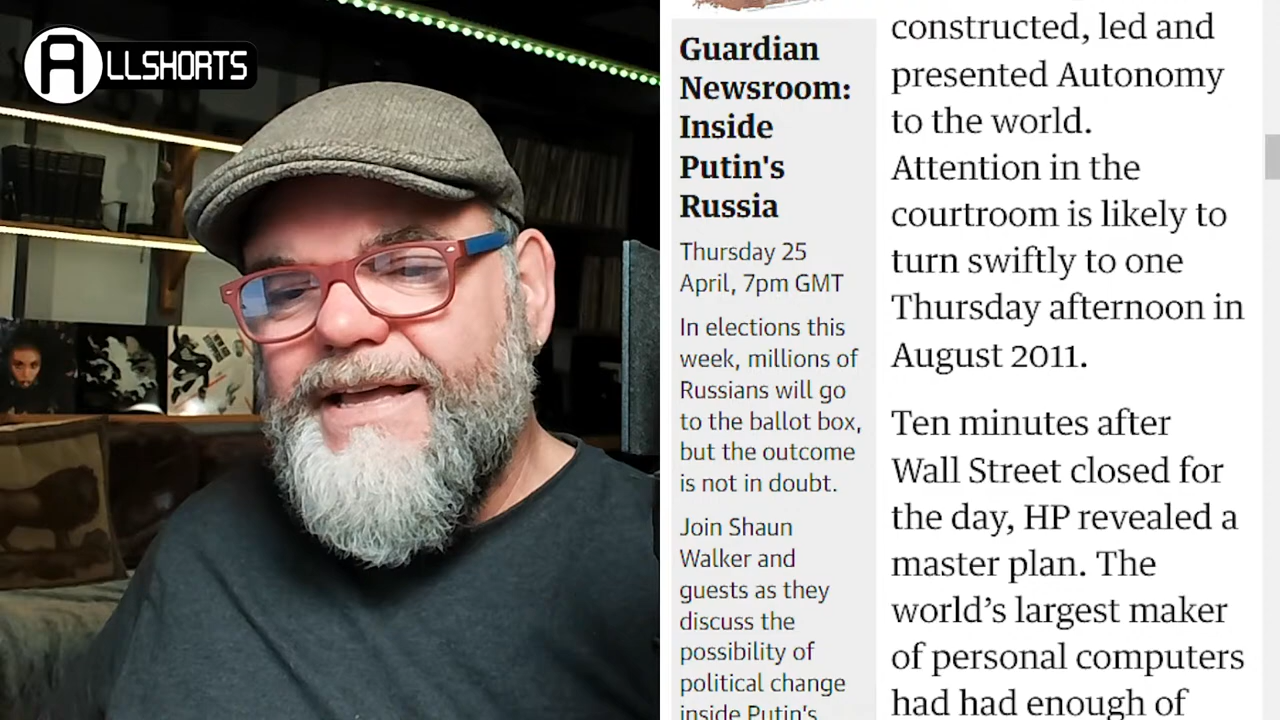 ALLSHORTS
Guardian
Newsroom:
Inside
Putin's
Russia
Thursday 25
April, 7pm GMT
In elections this
week, millions of
Russians will go
to the ballot box,
but the outcome
is not in doubt.
Join Shaun
Walker and
guests as they
discuss the
possibility of
political change
inside Putin's
constructed, led and
presented Autonomy
to the world.
Attention in the
courtroom is likely to
turn swiftly to one
Thursday afternoon in
August 2011.
Ten minutes after
Wall Street closed for
the day, HP revealed a
master plan. The
world’s largest maker
of personal computers
had had enough of